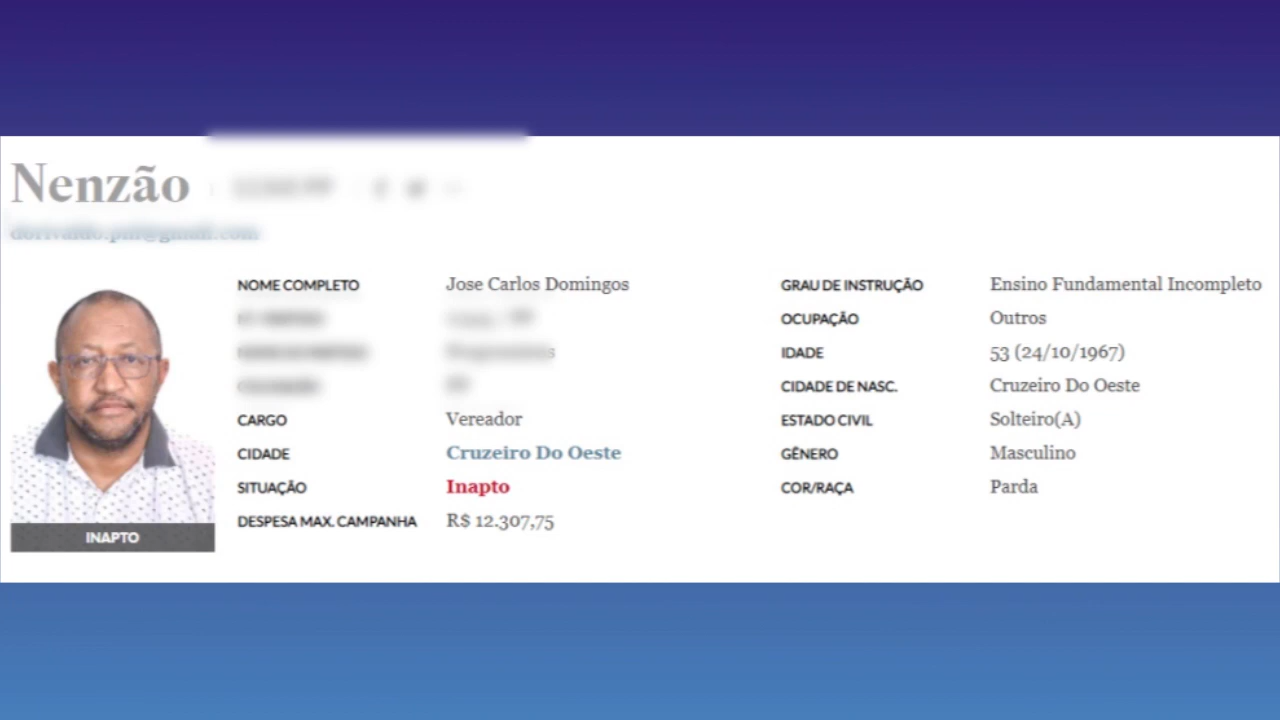 Nenzão
NOME COMPLETO Jose Carlos Domingos
CARGO Vereador
CIDADE Cruzeiro Do Oeste
SITUAÇÃO Inapto
DESPESA MAX. CAMPANHA R$ 12.307,75
GRAU DE INSTRUÇÃO Ensino Fundamental Incompleto
OCUPAÇÃO Outros
IDADE 53 (24/10/1967)
CIDADE DE NASC. Cruzeiro Do Oeste
ESTADO CIVIL Solteiro(A)
GÊNERO Masculino
COR/RAÇA Parda
INAPTO